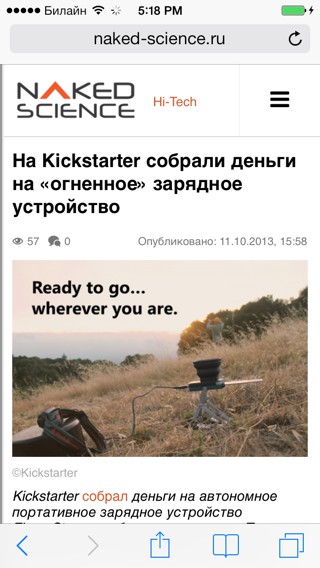 Билайн 5:18 PM
naked-science.ru
NAKED
SCIENCE
Hi-Tech
На Kickstarter собрали деньги
на «огненное» зарядное
устройство
57 0 Опубликовано: 11.10.2013, 15:58
Ready to go...
wherever you are.
©Kickstarter
Kickstarter собрал деньги на автономное
портативное зарядное устройство